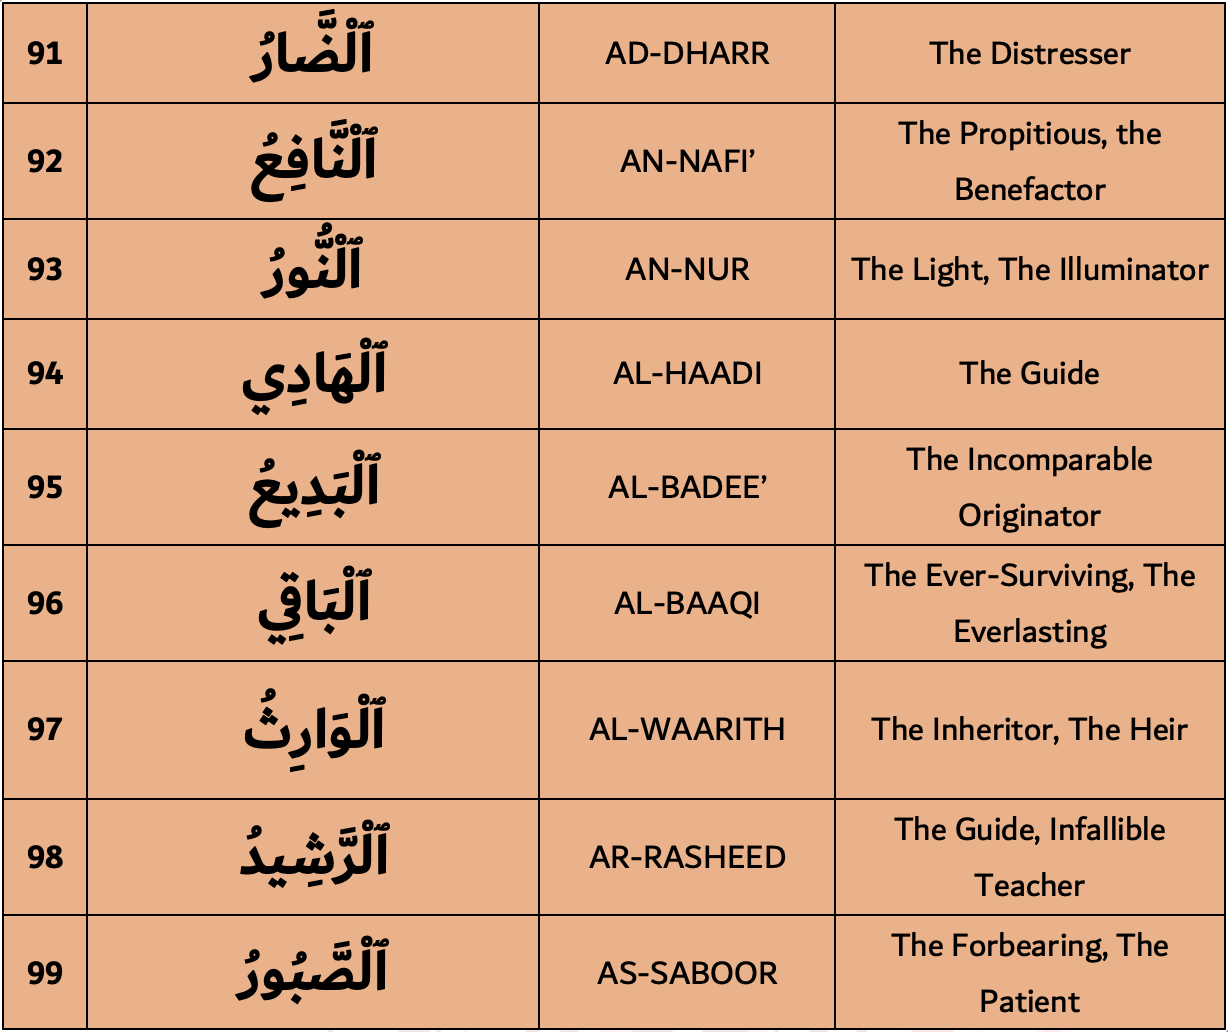 91 ٱلْضَّارُ AD-DHARR The Distresser
92 ٱلْنَّافِعُ AN-NAFI’ The Propitious, the
Benefactor
93 ٱلْنُّورُ AN-NUR The Light, The Illuminator
94 ٱلْهَادِي AL-HAADI The Guide
95 ٱلْبَدِيعُ AL-BADEE’ The Incomparable
Originator
96 ٱلْبَاقِي AL-BAAQI The Ever-Surviving, The
Everlasting
97 ٱلْوَارِثُ AL-WAARITH The Inheritor, The Heir
98 ٱلْرَّشِيدُ AR-RASHEED The Guide, Infallible
Teacher
99 ٱلْصَّبُورُ AS-SABOOR The Forbearing, The
Patient